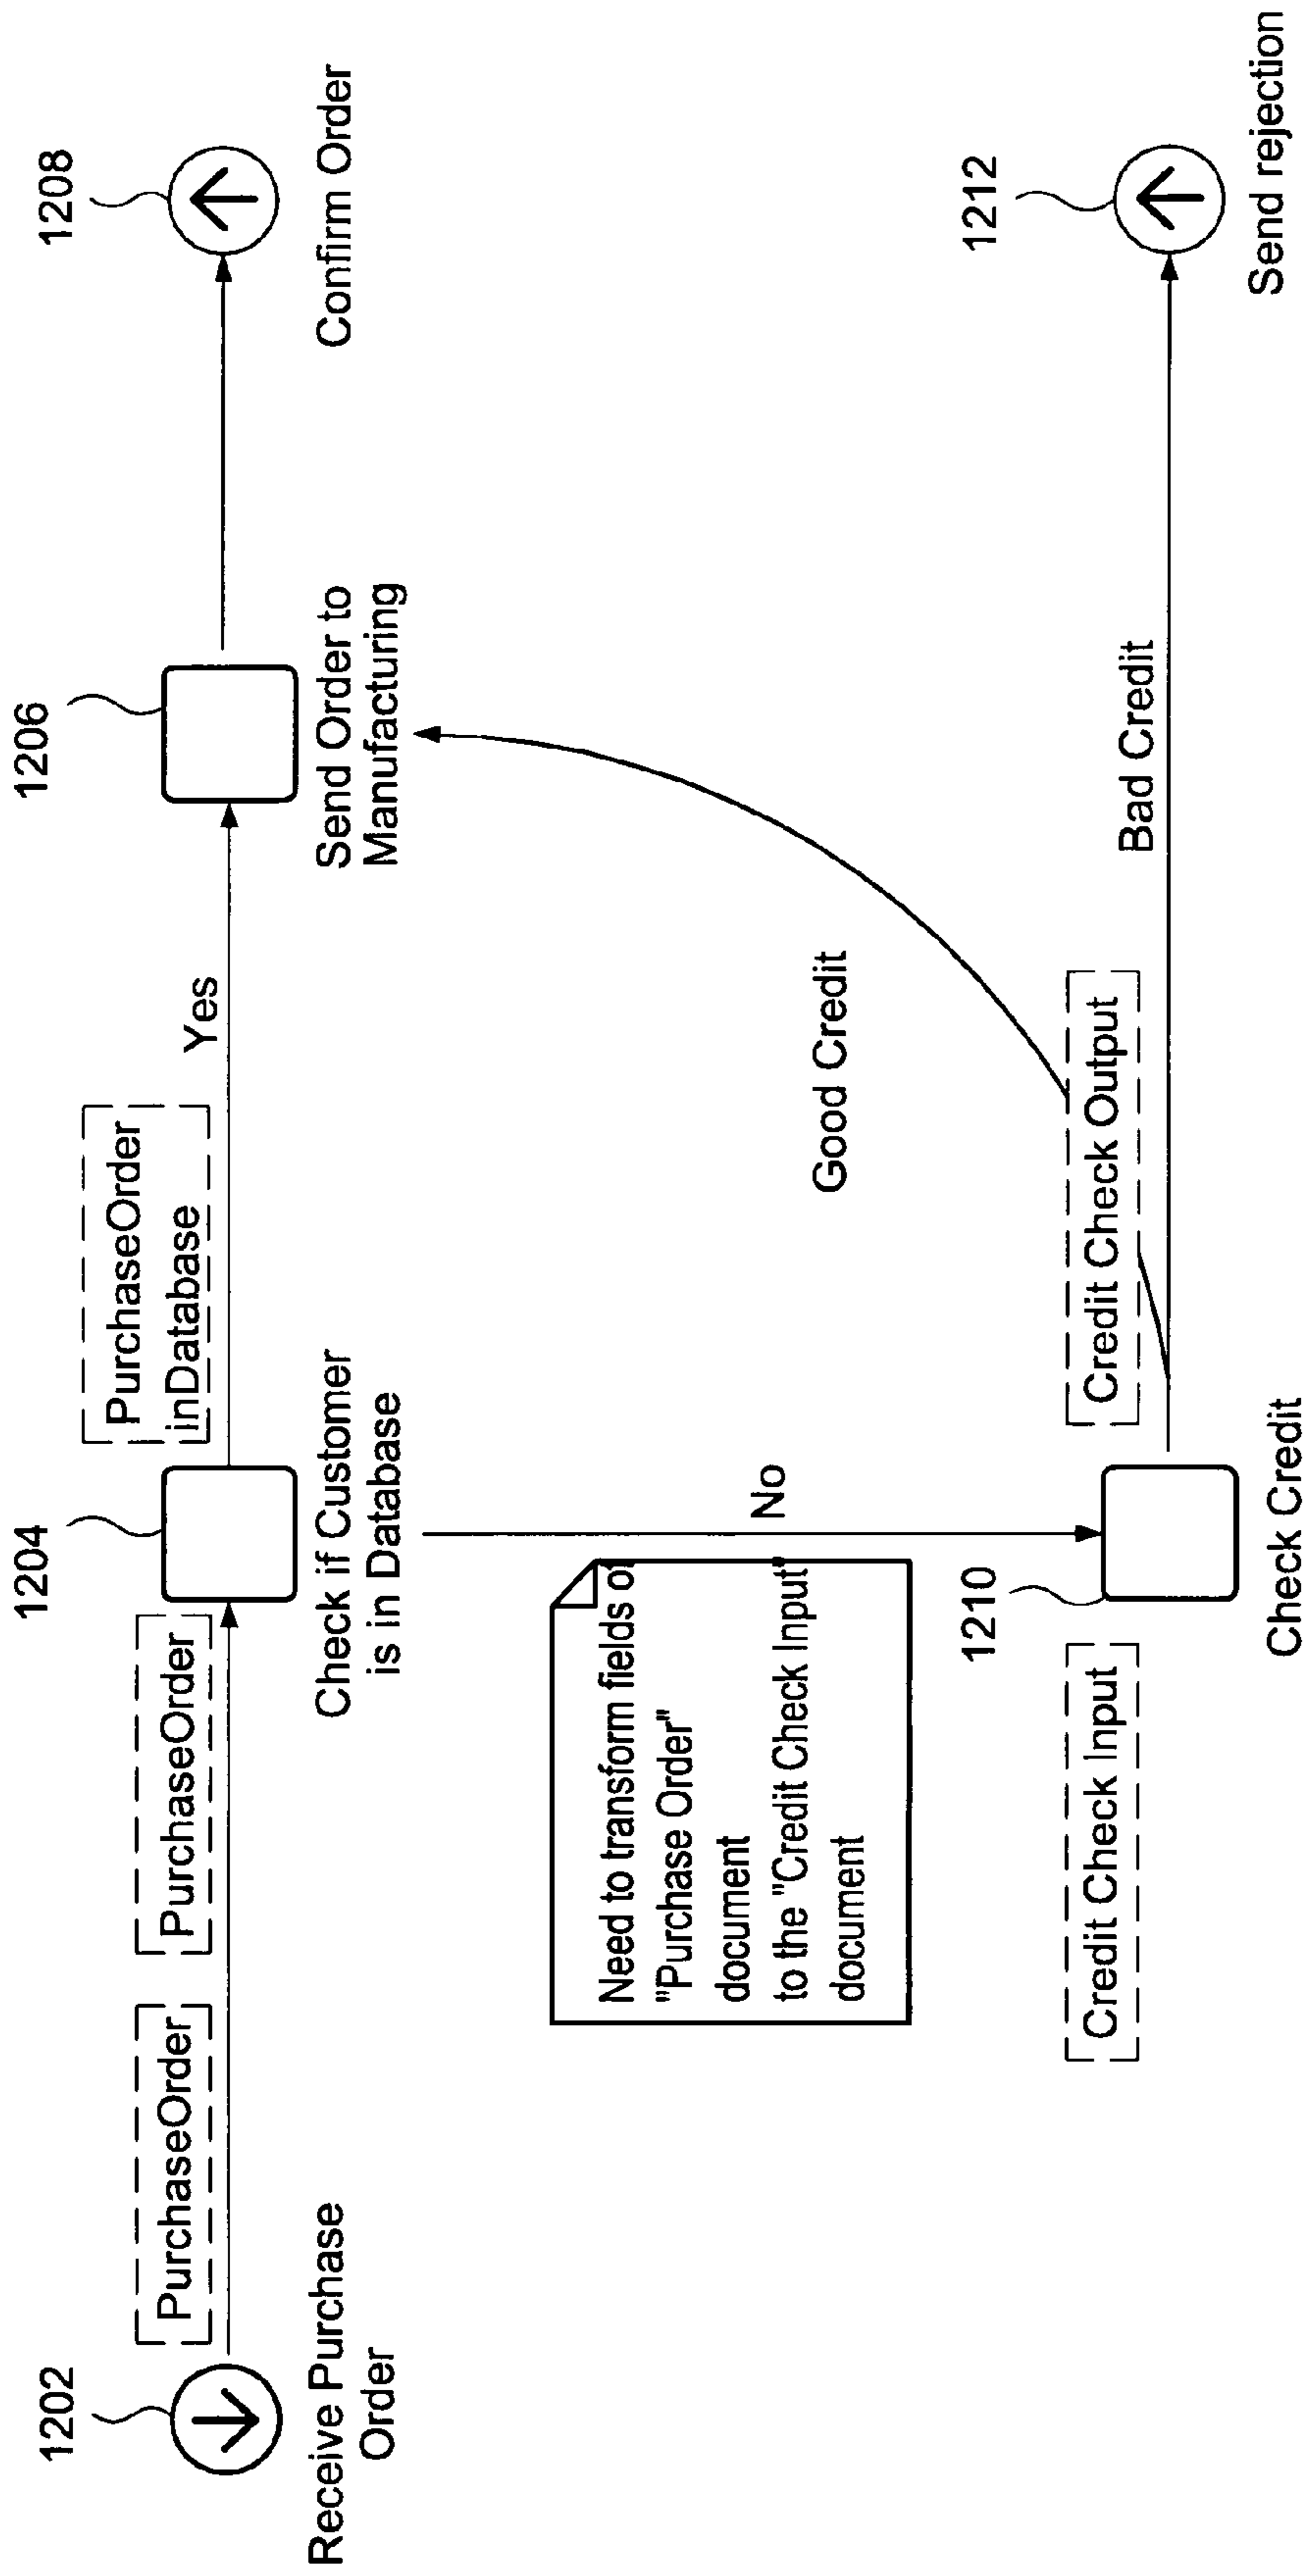 1202
1204
1206
1208
PurchaseOrder
PurchaseOrder
PurchaseOrder
inDatabase
Yes
Receive Purchase
Order
Check if Customer
is in Database
Send Order to
Manufacturing
Confirm Order
Need to transform fields of
"Purchase Order"
document
to the "Credit Check Input"
document
No
Good Credit
1210
1212
Credit Check Input
Credit Check Output
Bad Credit
Check Credit
Send rejection